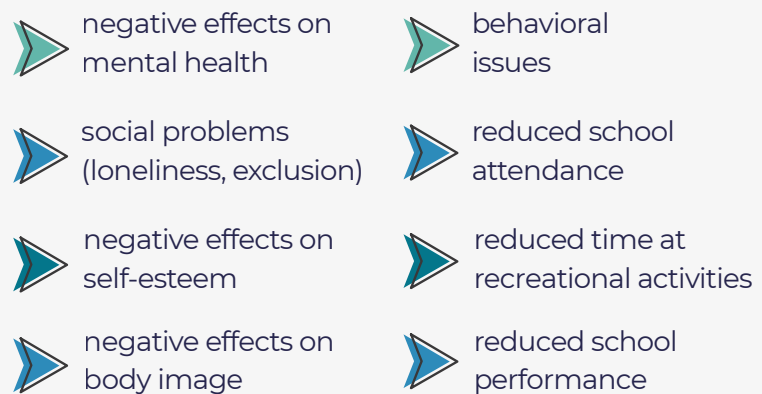 negative effects on
mental health
social problems
(loneliness, exclusion)
negative effects on
self-esteem
negative effects on
body image
behavioral
issues
reduced school
attendance
reduced time at
recreational activities
reduced school
performance